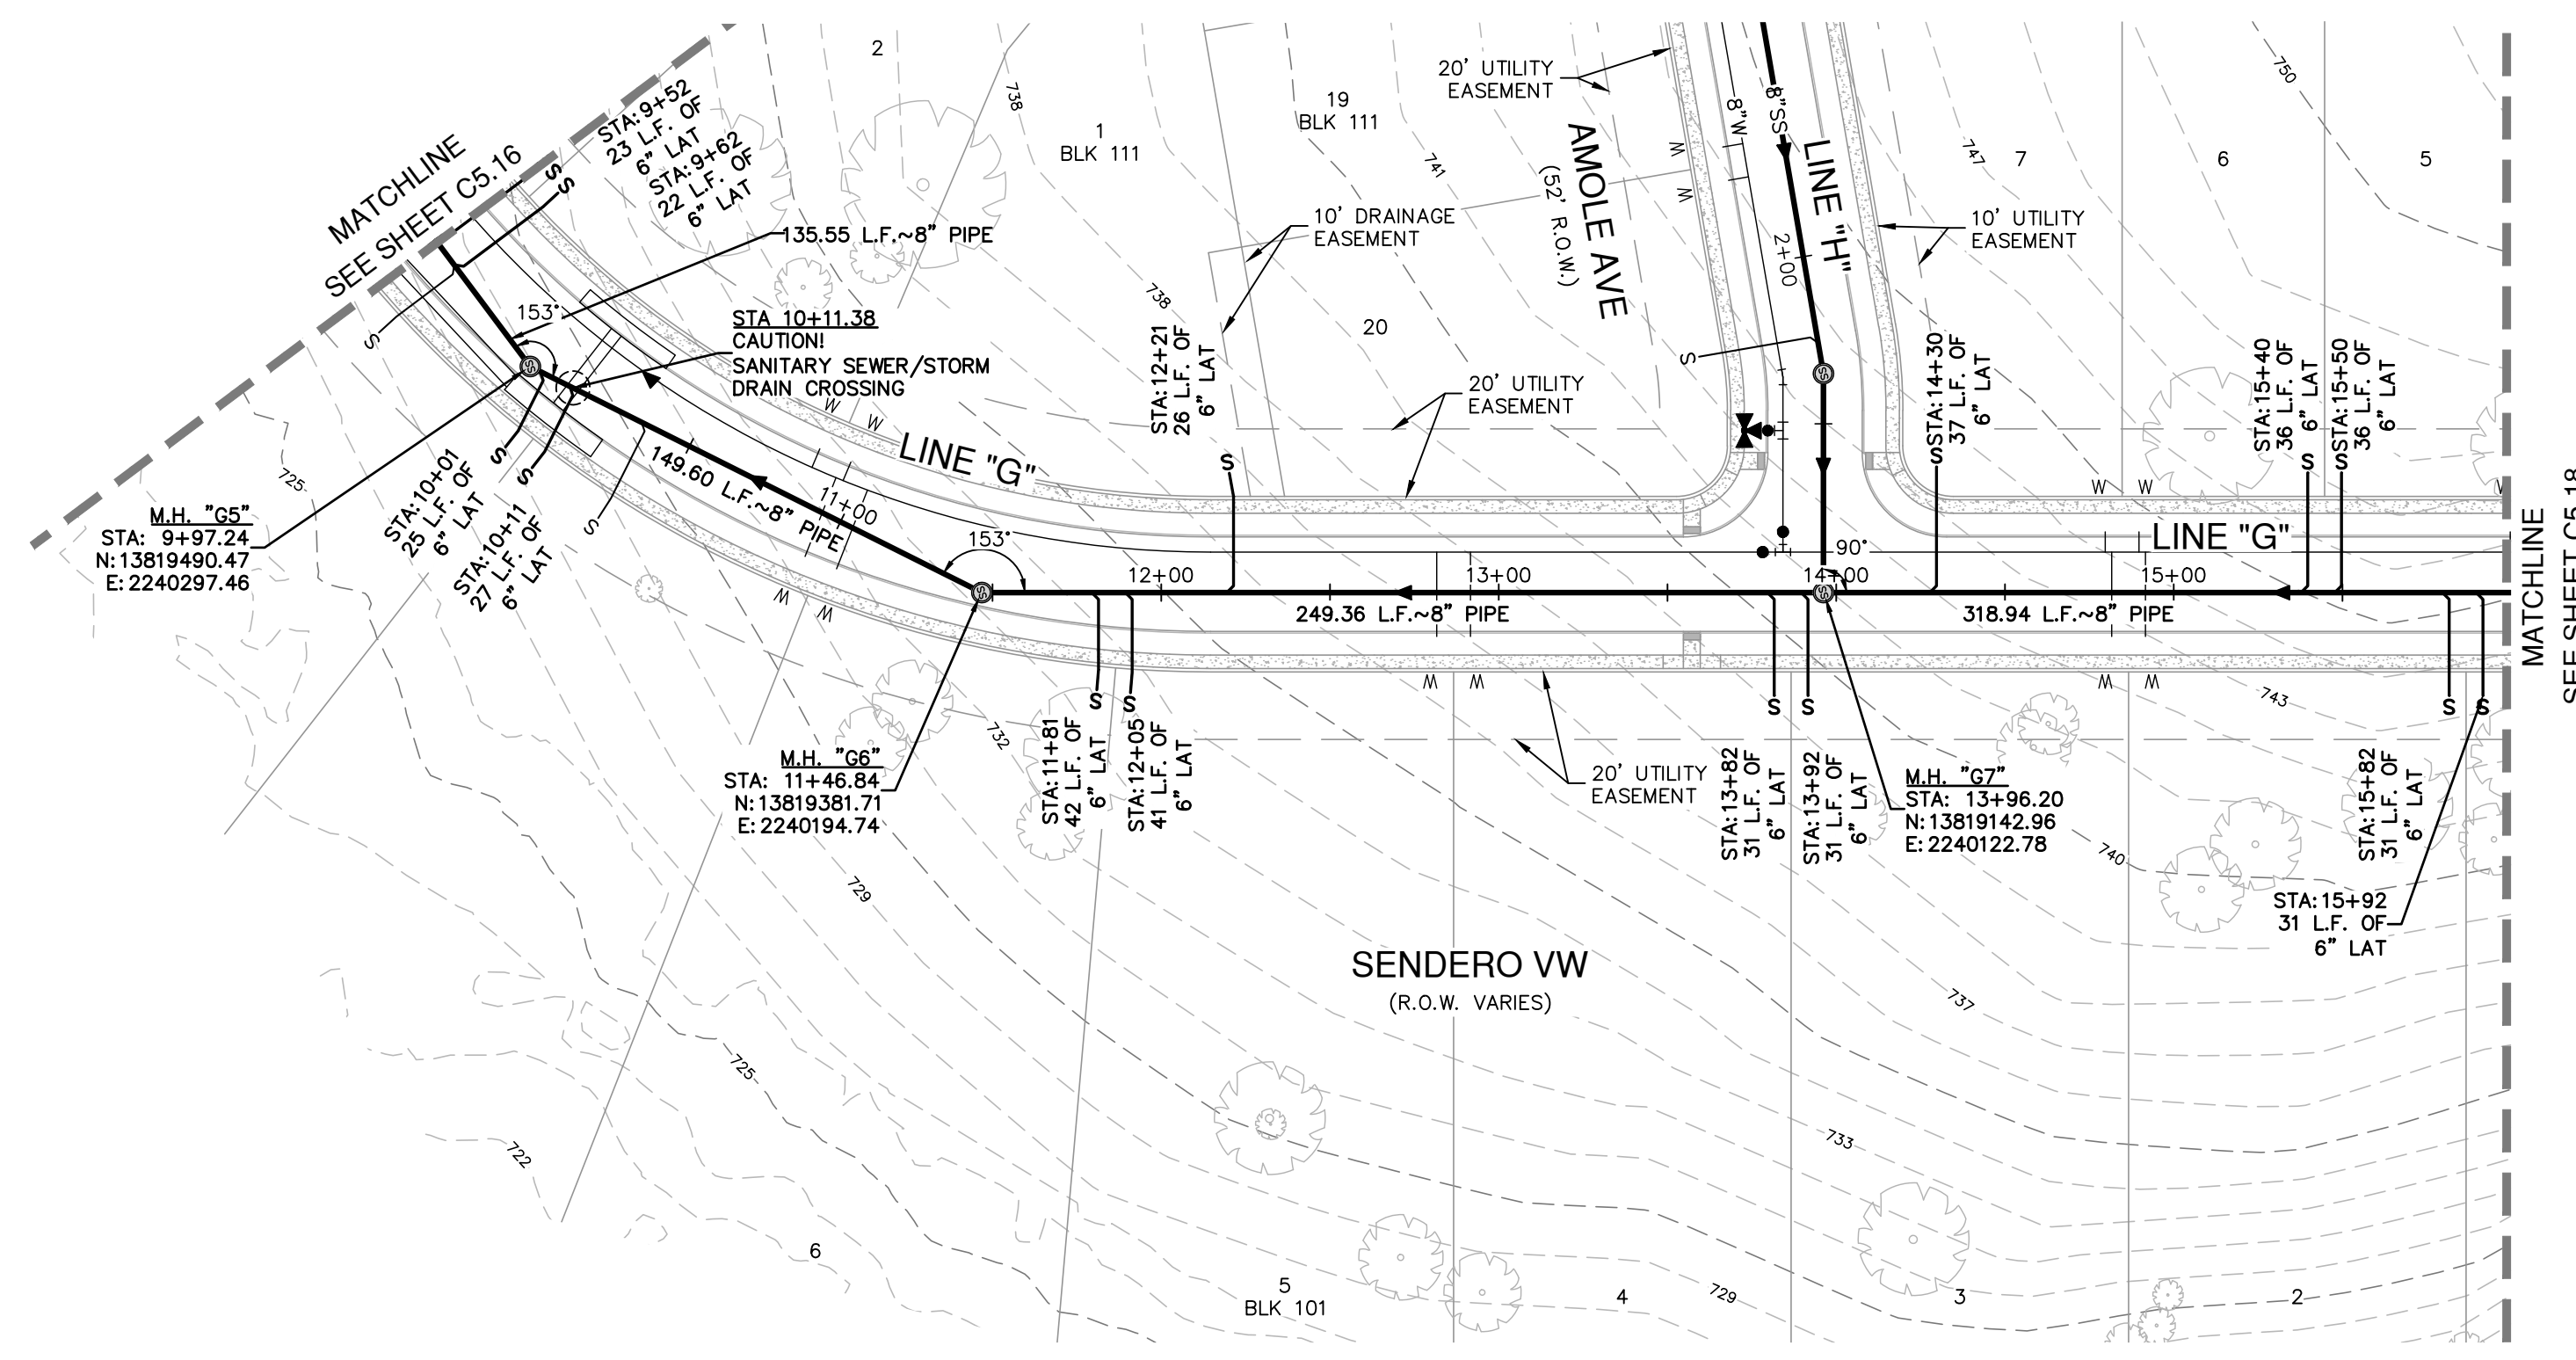 MATCHLINE
SEE SHEET C5.16
STA:9+52
23 L.F. OF
6" LAT
STA:9+62
22 L.F. OF
6" LAT
2
738
1
BLK 111
19
BLK 111
20' UTILITY
EASEMENT
741
AMOLE AVE
(52' R.O.W.)
W
W
8"W
8"SS
LINE "H"
2+00
747
7
6
5
750
10' UTILITY
EASEMENT
10' DRAINAGE
EASEMENT
135.55 L.F.~8" PIPE
S
S
S
153°
SS
STA 10+11.38
CAUTION!
SANITARY SEWER/STORM
DRAIN CROSSING
738
20
STA:12+21
26 L.F. OF
6" LAT
S
20' UTILITY
EASEMENT
S
SS
STA:14+30
37 L.F. OF
6" LAT
S
STA:15+40
36 L.F. OF
6" LAT
S
STA:15+50
36 L.F. OF
6" LAT
S
W
W
LINE "G"
W
W
LINE "G"
725
M.H. "G5"
STA: 9+97.24
N:13819490.47
E:2240297.46
STA:10+01
25 L.F. OF
6" LAT
S
STA:10+11
27 L.F. OF
6" LAT
S
S
149.60 L.F.~8" PIPE
11+00
153°
SS
12+00
13+00
90°
14+00
SS
15+00
249.36 L.F.~8" PIPE
318.94 L.F.~8" PIPE
MATCHLINE
SEE SHEET C5.18
W
W
W
W
W
W
732
M.H. "G6"
STA: 11+46.84
N:13819381.71
E:2240194.74
S
STA:11+81
42 L.F. OF
6" LAT
S
STA:12+05
41 L.F. OF
6" LAT
20' UTILITY
EASEMENT
S
STA:13+82
31 L.F. OF
6" LAT
S
STA:13+92
31 L.F. OF
6" LAT
M.H. "G7"
STA: 13+96.20
N:13819142.96
E:2240122.78
743
740
S
S
STA:15+82
31 L.F. OF
6" LAT
STA:15+92
31 L.F. OF
6" LAT
729
SENDERO VW
(R.O.W. VARIES)
737
725
722
733
6
5
BLK 101
4
729
3
2